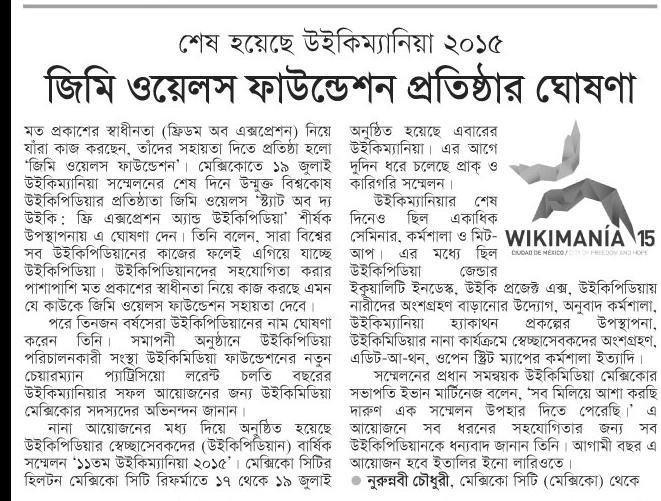 শেষ হয়েছে উইকিম্যানিয়া ২০১৫
জিমি ওয়েলস ফাউন্ডেশন প্রতিষ্ঠার ঘোষণা
মত প্রকাশের স্বাধীনতা (ফ্রিডম অব এক্সপ্রেশন) নিয়ে
যাঁরা কাজ করছেন, তাঁদের সহায়তা দিতে প্রতিষ্ঠা হলো
‘জিমি ওয়েলস ফাউন্ডেশন’। মেক্সিকোতে ১৯ জুলাই
উইকিম্যানিয়া সম্মেলনের শেষ দিনে উন্মুক্ত বিশ্বকোষ
উইকিপিডিয়ার প্রতিষ্ঠাতা জিমি ওয়েলস ‘স্ট্যাট অব দ্য
উইকি : ফ্রি এক্সপ্রেশন অ্যান্ড উইকিপিডিয়া’ শীর্ষক
উপস্থাপনায় এ ঘোষণা দেন। তিনি বলেন, সারা বিশ্বের
সব উইকিপিডিয়ানের কাজের ফলেই এগিয়ে যাচ্ছে
উইকিপিডিয়া। উইকিপিডিয়ানদের সহযোগিতা করার
পাশাপাশি মত প্রকাশের স্বাধীনতা নিয়ে কাজ করছে এমন
যে কাউকে জিমি ওয়েলস ফাউন্ডেশন সহায়তা দেবে।
পরে তিনজন বর্ষসেরা উইকিপিডিয়ানের নাম ঘোষণা
করেন তিনি। সমাপনী অনুষ্ঠানে উইকিপিডিয়া
পরিচালনাকারী সংস্থা উইকিমিডিয়া ফাউন্ডেশনের নতুন
চেয়ারম্যান প্যাট্রিসিয়ো লরেন্ট চলতি বছরের
উইকিম্যানিয়ার সফল আয়োজনের জন্য উইকিমিডিয়া
মেক্সিকোর সদস্যদের অভিনন্দন জানান।
নানা আয়োজনের মধ্য দিয়ে অনুষ্ঠিত হয়েছে
উইকিপিডিয়ার স্বেচ্ছাসেবকদের (উইকিপিডিয়ান) বার্ষিক
সম্মেলন ‘১১তম উইকিম্যানিয়া ২০১৫’। মেক্সিকো সিটির
হিলটন মেক্সিকো সিটি রিফর্মাতে ১৭ থেকে ১৯ জুলাই
অনুষ্ঠিত হয়েছে এবারের
উইকিম্যানিয়া। এর আগে
দুদিন ধরে চলেছে প্রাক্ ও
কারিগরি সম্মেলন।
উইকিম্যানিয়ার শেষ
দিনেও ছিল একাধিক
সেমিনার, কর্মশালা ও মিট-
আপ। এর মধ্যে ছিল
উইকিপিডিয়া জেন্ডার
ইকুয়ালিটি ইনডেক্স, উইকি প্রজেক্ট এক্স, উইকিপিডিয়ায়
নারীদের অংশগ্রহণ বাড়ানোর উদ্যোগ, অনুবাদ কর্মশালা,
উইকিম্যানিয়া হ্যাকাথন প্রকল্পের উপস্থাপনা,
উইকিমিডিয়ার নানা কার্যক্রমে স্বেচ্ছাসেবকদের অংশগ্রহণ,
এডিট-আ-থন, ওপেন স্ট্রিট ম্যাপের কর্মশালা ইত্যাদি।
সম্মেলনের প্রধান সমন্বয়ক উইকিমিডিয়া মেক্সিকোর
সভাপতি ইভান মার্টিনেজ বলেন, ‘সব মিলিয়ে আশা করছি
দারুণ এক সম্মেলন উপহার দিতে পেরেছি।’ এ
আয়োজনে সব ধরনের সহযোগিতার জন্য সব
উইকিপিডিয়ানকে ধন্যবাদ জানান তিনি। আগামী বছর এ
আয়োজন হবে ইতালির ইনো লারিওতে।
● নুরুন্নবী চৌধুরী, মেক্সিকো সিটি (মেক্সিকো) থেকে
WIKIMANÍA 15
CIUDAD DE MÉXICO / CITY OF FREEDOM AND HOPE